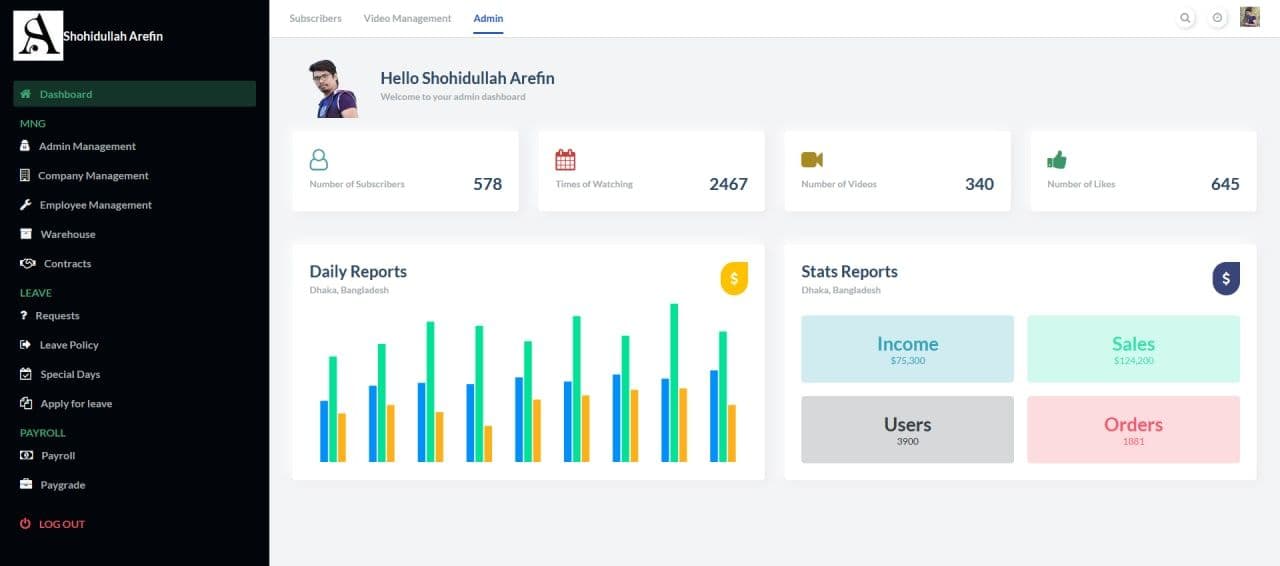 Shohidullah Arefin
Dashboard
MNG
Admin Management
Company Management
Employee Management
Warehouse
Contracts
LEAVE
Requests
Leave Policy
Special Days
Apply for leave
PAYROLL
Payroll
Paygrade
LOG OUT
Subscribers Video Management Admin
Hello Shohidullah Arefin
Welcome to your admin dashboard
Number of Subscribers 578
Times of Watching 2467
Number of Videos 340
Number of Likes 645
Daily Reports
Dhaka, Bangladesh
$
Stats Reports
Dhaka, Bangladesh
$
Income
$75,300
Sales
$124,200
Users
3900
Orders
1881